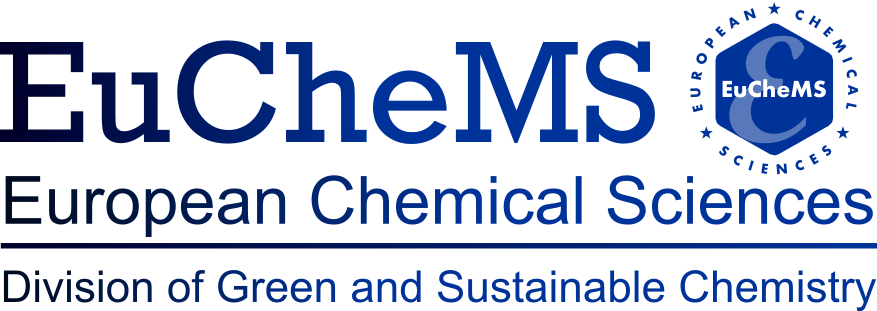 EuCheMS
EUROPEAN CHEMICAL SCIENCES
EuCheMS
European Chemical Sciences
Division of Green and Sustainable Chemistry